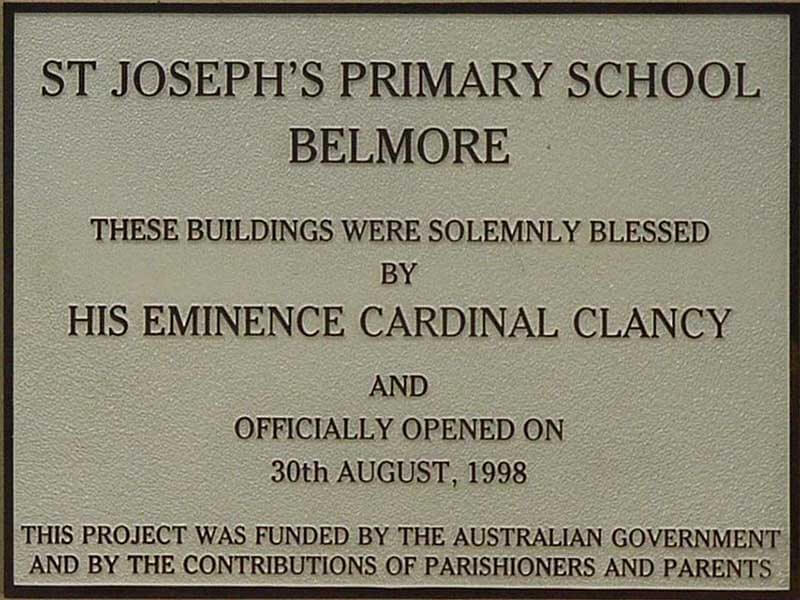 ST JOSEPH'S PRIMARY SCHOOL
BELMORE
THESE BUILDINGS WERE SOLEMNLY BLESSED
BY
HIS EMINENCE CARDINAL CLANCY
AND
OFFICIALLY OPENED ON
30th AUGUST, 1998
THIS PROJECT WAS FUNDED BY THE AUSTRALIAN GOVERNMENT
AND BY THE CONTRIBUTIONS OF PARISHIONERS AND PARENTS